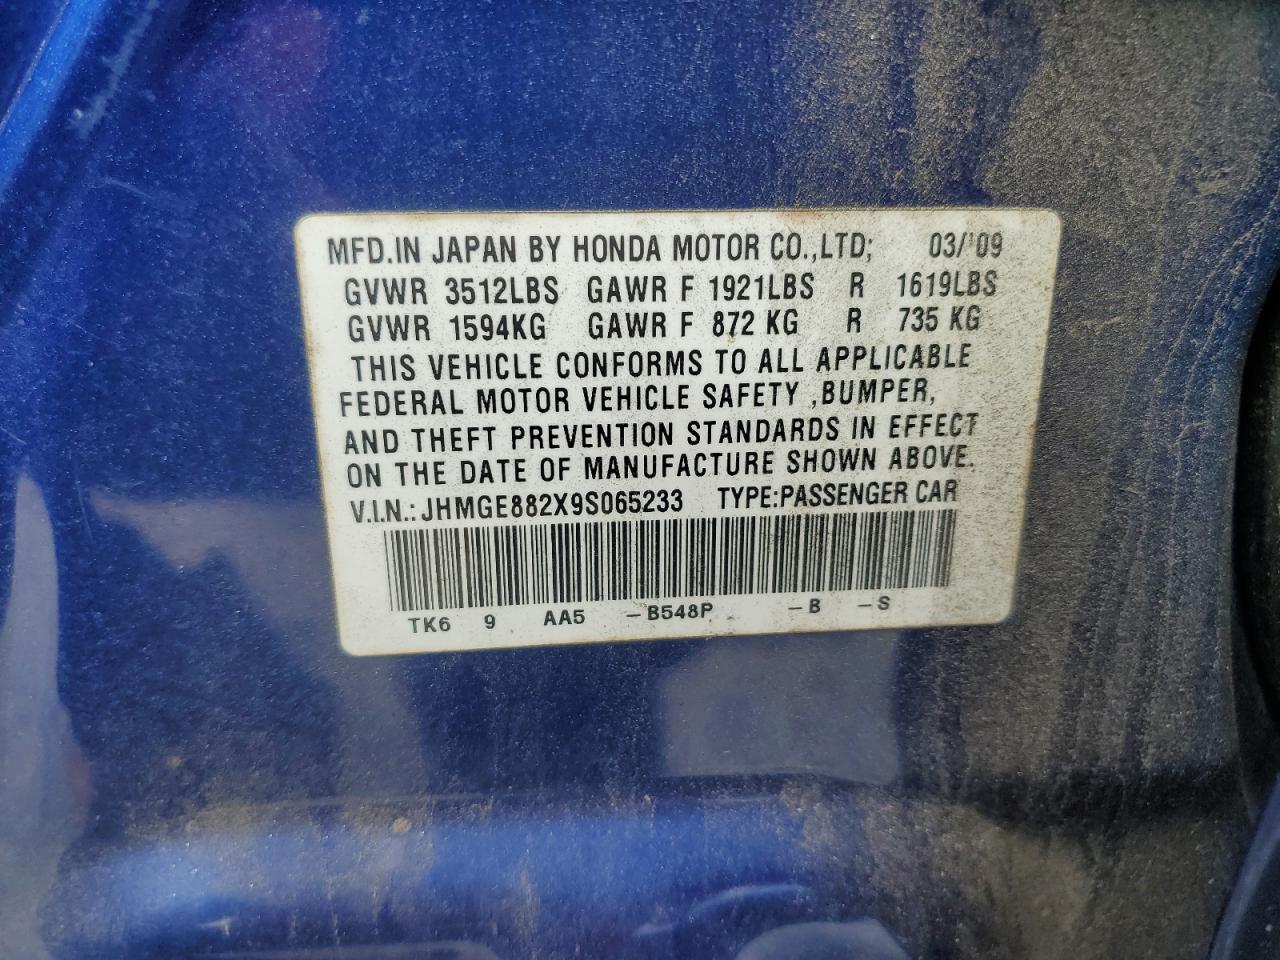 MFD.IN JAPAN BY HONDA MOTOR CO.,LTD; 03/'09
GVWR 3512LBS GAWR F 1921LBS R 1619LBS
GVWR 1594KG GAWR F 872 KG R 735 KG
THIS VEHICLE CONFORMS TO ALL APPLICABLE
FEDERAL MOTOR VEHICLE SAFETY ,BUMPER,
AND THEFT PREVENTION STANDARDS IN EFFECT
ON THE DATE OF MANUFACTURE SHOWN ABOVE.
V.I.N.: JHMGE882X9S065233 TYPE:PASSENGER CAR
TK6 9 AA5 -B548P -B -S